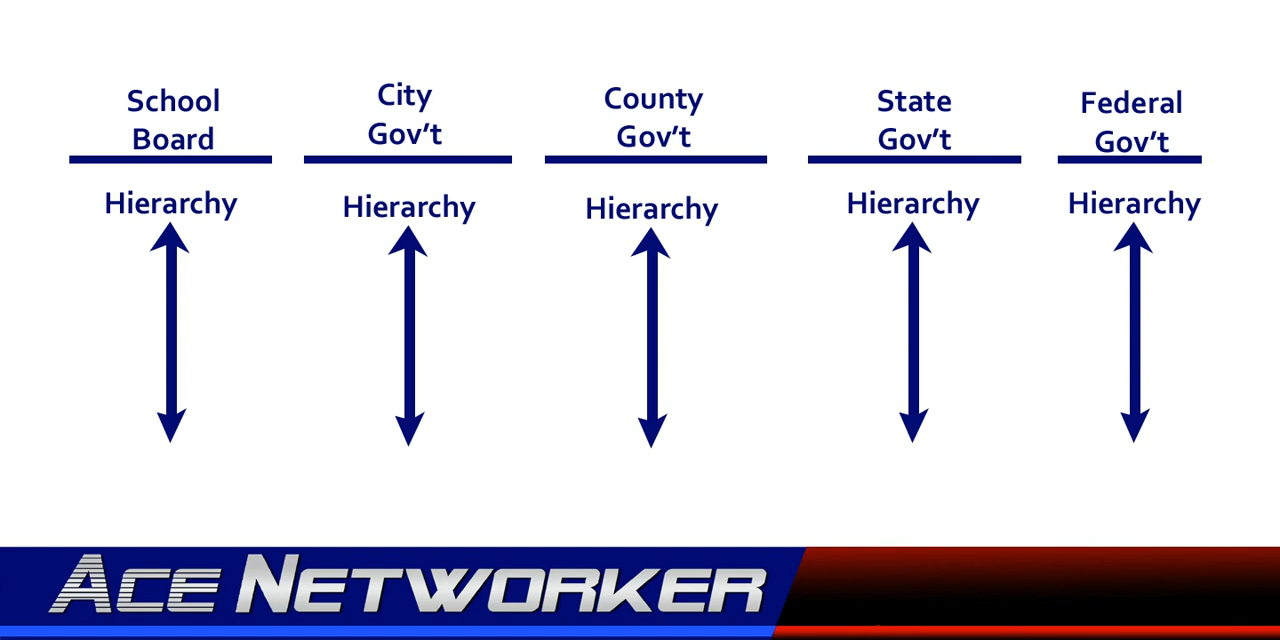 School
Board
City
Gov’t
County
Gov’t
State
Gov’t
Federal
Gov’t
Hierarchy
Hierarchy
Hierarchy
Hierarchy
Hierarchy
ACE NETWORKER